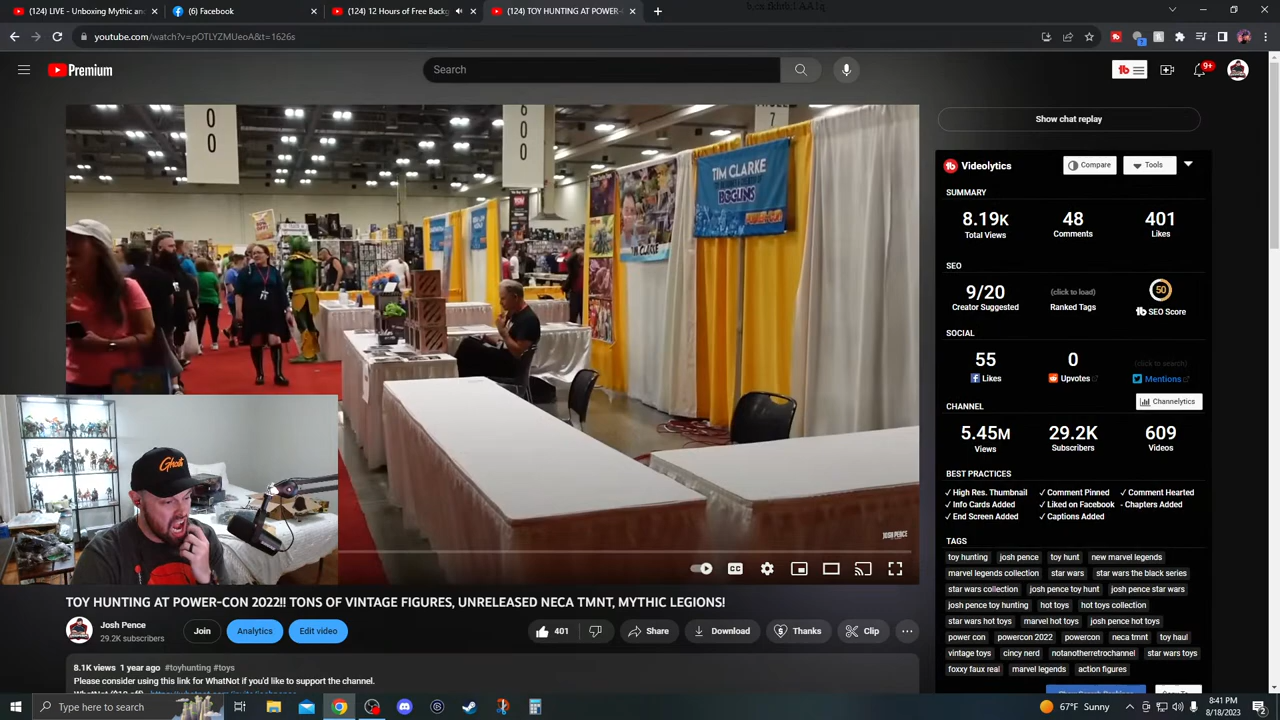 (124) LIVE - Unboxing Mythic an
(6) Facebook
(124) 12 Hours of Free Backg
(124) TOY HUNTING AT POWER-
youtube.com/watch?v=pOTLYZMUeoA&t=1626s
Premium
Search
9+
Show chat replay
TIM CLARKE
BOGLINS
JOSH PENCE
Ghosts
Videolytics
Compare
Tools
SUMMARY
8.19K
48
401
Total Views
Comments
Likes
SEO
9/20
(click to load)
50
Creator Suggested
Ranked Tags
SEO Score
SOCIAL
55
0
(click to search)
Likes
Upvotes
Mentions
CHANNEL
Channelytics
5.45M
29.2K
609
Views
Subscribers
Videos
BEST PRACTICES
✓ High Res. Thumbnail ✓ Comment Pinned ✓ Comment Hearted
✓ Info Cards Added ✓ Liked on Facebook - Chapters Added
✓ End Screen Added ✓ Captions Added
TAGS
toy hunting josh pence toy hunt new marvel legends
marvel legends collection star wars star wars the black series
star wars collection josh pence toy hunt josh pence star wars
josh pence toy hunting hot toys hot toys collection
star wars hot toys marvel hot toys josh pence hot toys
power con powercon 2022 powercon neca tmnt toy haul
vintage toys cincy nerd notanotherretrochannel star wars toys
foxxy faux real marvel legends action figures
TOY HUNTING AT POWER-CON 2022!! TONS OF VINTAGE FIGURES, UNRELEASED NECA TMNT, MYTHIC LEGIONS!
Josh Pence
29.2K subscribers
Join
Analytics
Edit video
401
Share
Download
Thanks
Clip
8.1K views 1 year ago #toyhunting #toys
Please consider using this link for WhatNot if you'd like to support the channel.
Type here to search
67°F Sunny
8:41 PM
8/18/2023
2